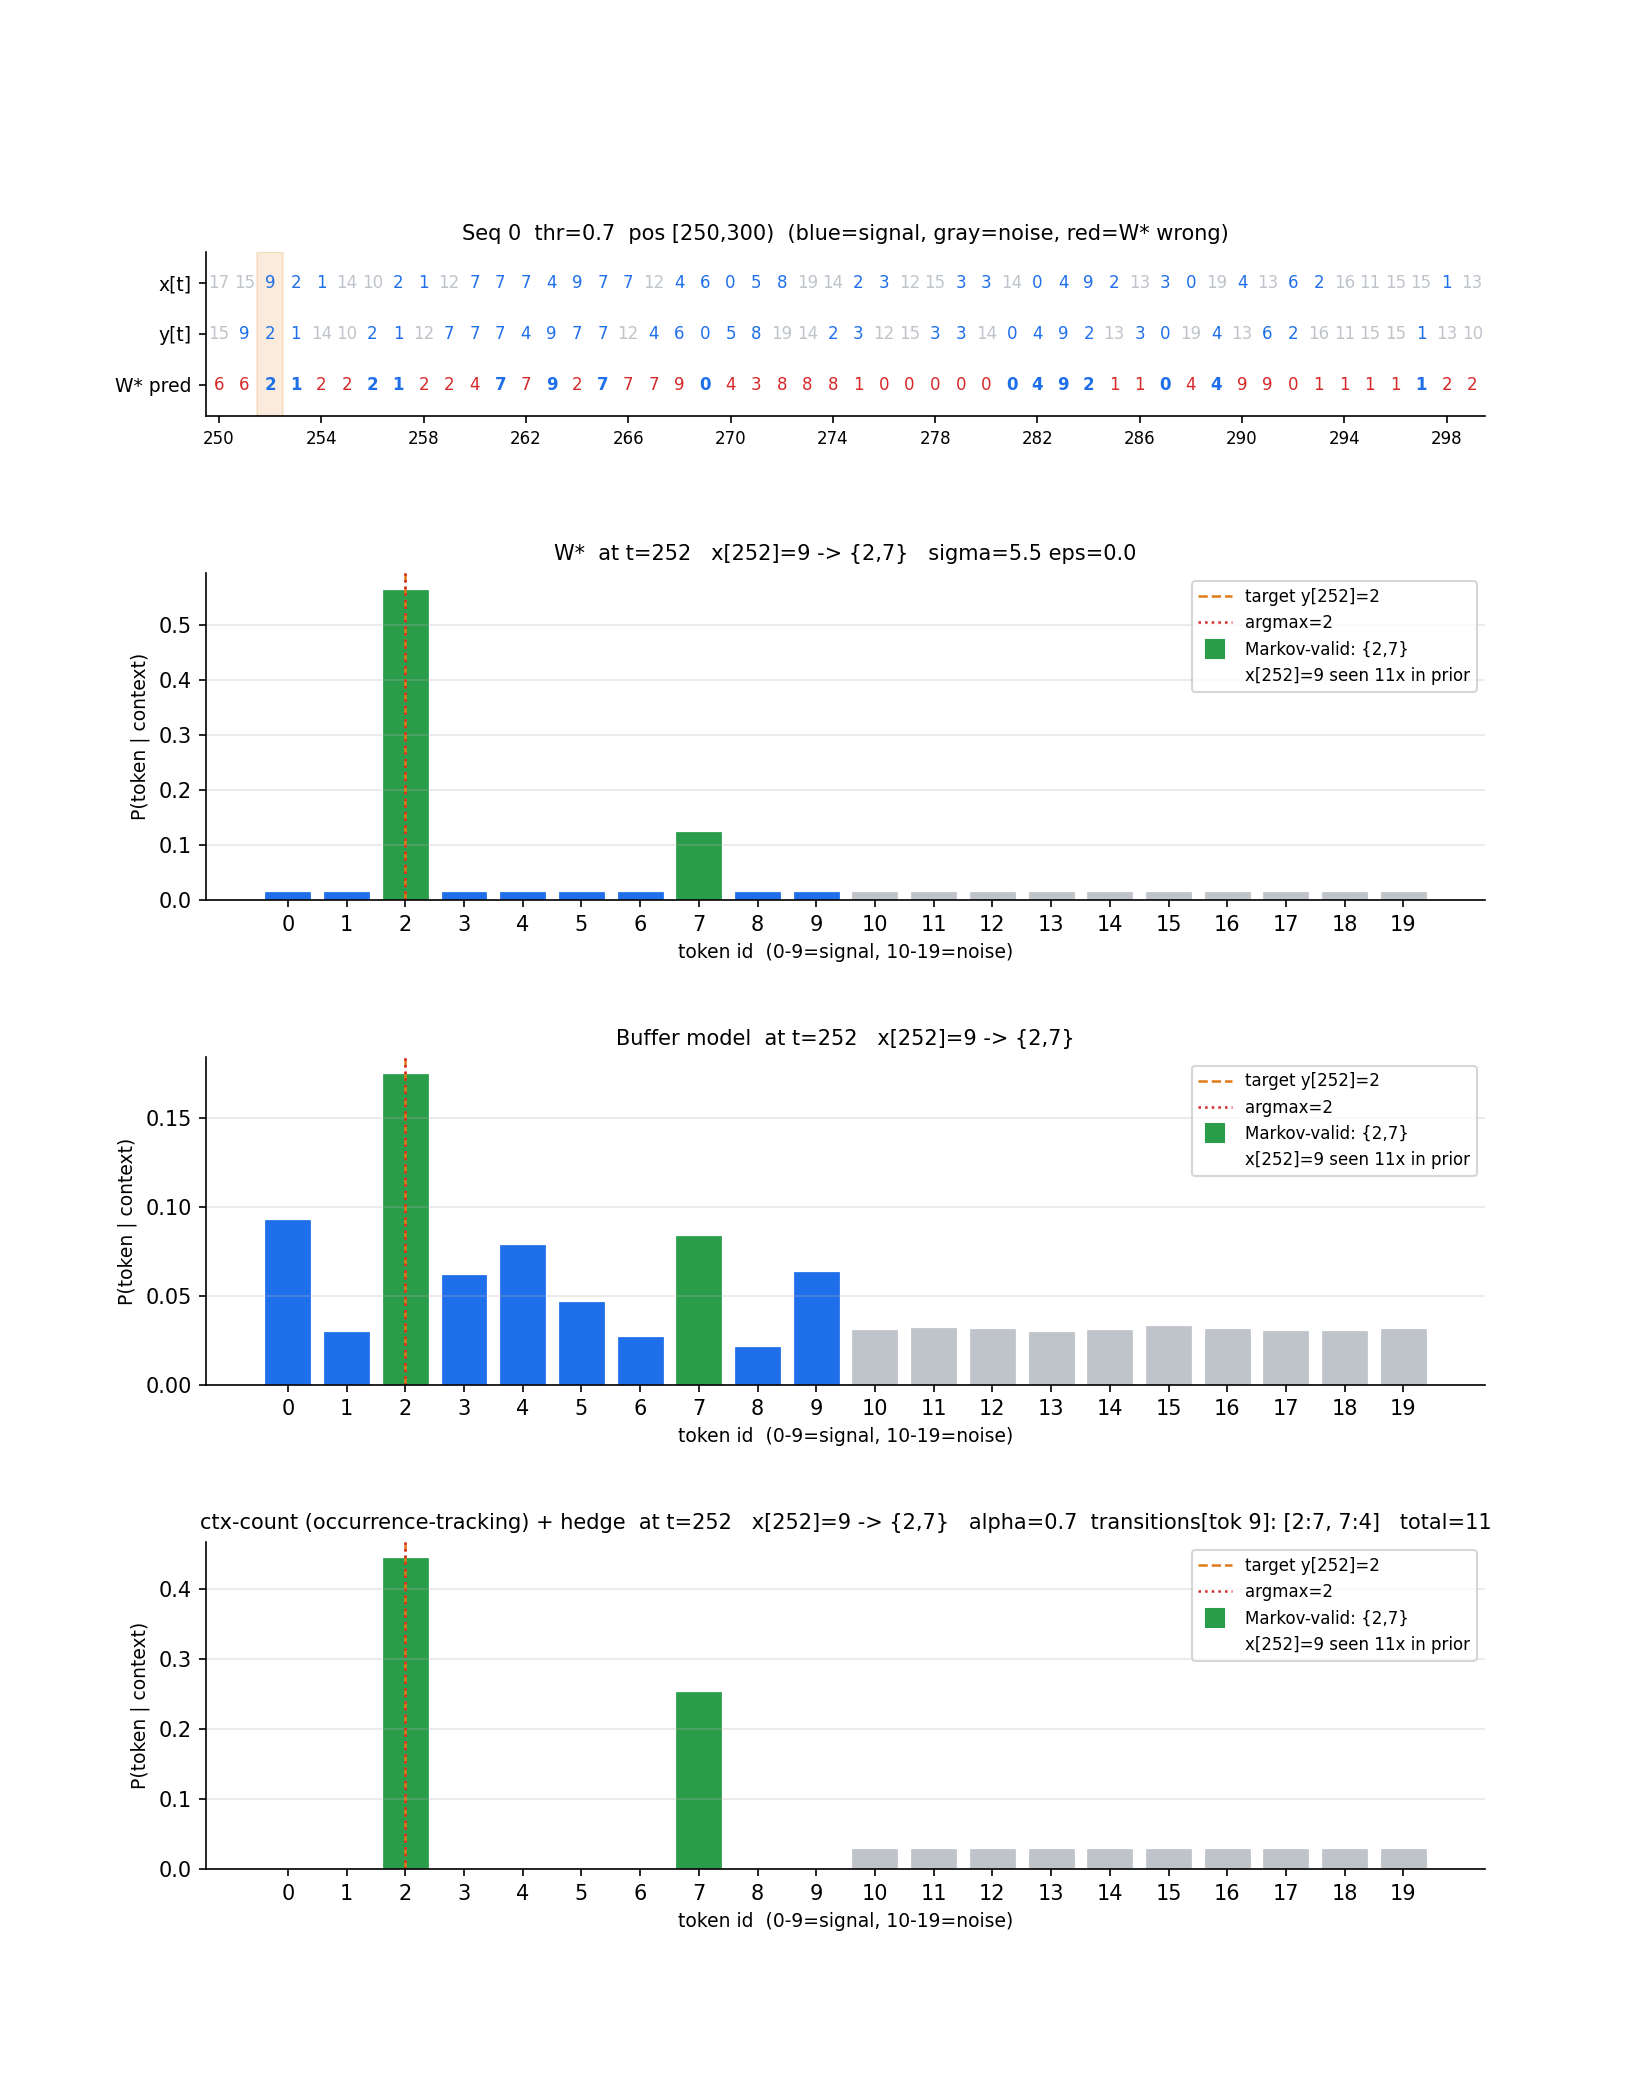 Seq 0  thr=0.7  pos [250,300)  (blue=signal, gray=noise, red=W* wrong)
x[t] 17 15 9 2 1 14 10 2 1 12 7 7 7 4 9 7 7 12 4 6 0 5 8 19 14 2 3 12 15 3 3 14 0 4 9 2 13 3 0 19 4 13 6 2 16 11 15 15 1 13
y[t] 15 9 2 1 14 10 2 1 12 7 7 7 4 9 7 7 12 4 6 0 5 8 19 14 2 3 12 15 3 3 14 0 4 9 2 13 3 0 19 4 13 6 2 16 11 15 15 1 13 10
W* pred 6 6 2 1 2 2 2 1 2 2 4 7 7 9 2 7 7 7 9 0 4 3 8 8 8 1 0 0 0 0 0 0 4 9 2 1 1 0 4 4 9 9 0 1 1 1 1 1 2 2
250 254 258 262 266 270 274 278 282 286 290 294 298
W*  at t=252   x[252]=9 -> {2,7}   sigma=5.5 eps=0.0
P(token | context)
0.5
0.4
0.3
0.2
0.1
0.0
target y[252]=2
argmax=2
Markov-valid: {2,7}
x[252]=9 seen 11x in prior
0 1 2 3 4 5 6 7 8 9 10 11 12 13 14 15 16 17 18 19
token id  (0-9=signal, 10-19=noise)
Buffer model  at t=252   x[252]=9 -> {2,7}
P(token | context)
0.15
0.10
0.05
0.00
target y[252]=2
argmax=2
Markov-valid: {2,7}
x[252]=9 seen 11x in prior
0 1 2 3 4 5 6 7 8 9 10 11 12 13 14 15 16 17 18 19
token id  (0-9=signal, 10-19=noise)
ctx-count (occurrence-tracking) + hedge  at t=252   x[252]=9 -> {2,7}   alpha=0.7  transitions[tok 9]: [2:7, 7:4]   total=11
P(token | context)
0.4
0.3
0.2
0.1
0.0
target y[252]=2
argmax=2
Markov-valid: {2,7}
x[252]=9 seen 11x in prior
0 1 2 3 4 5 6 7 8 9 10 11 12 13 14 15 16 17 18 19
token id  (0-9=signal, 10-19=noise)